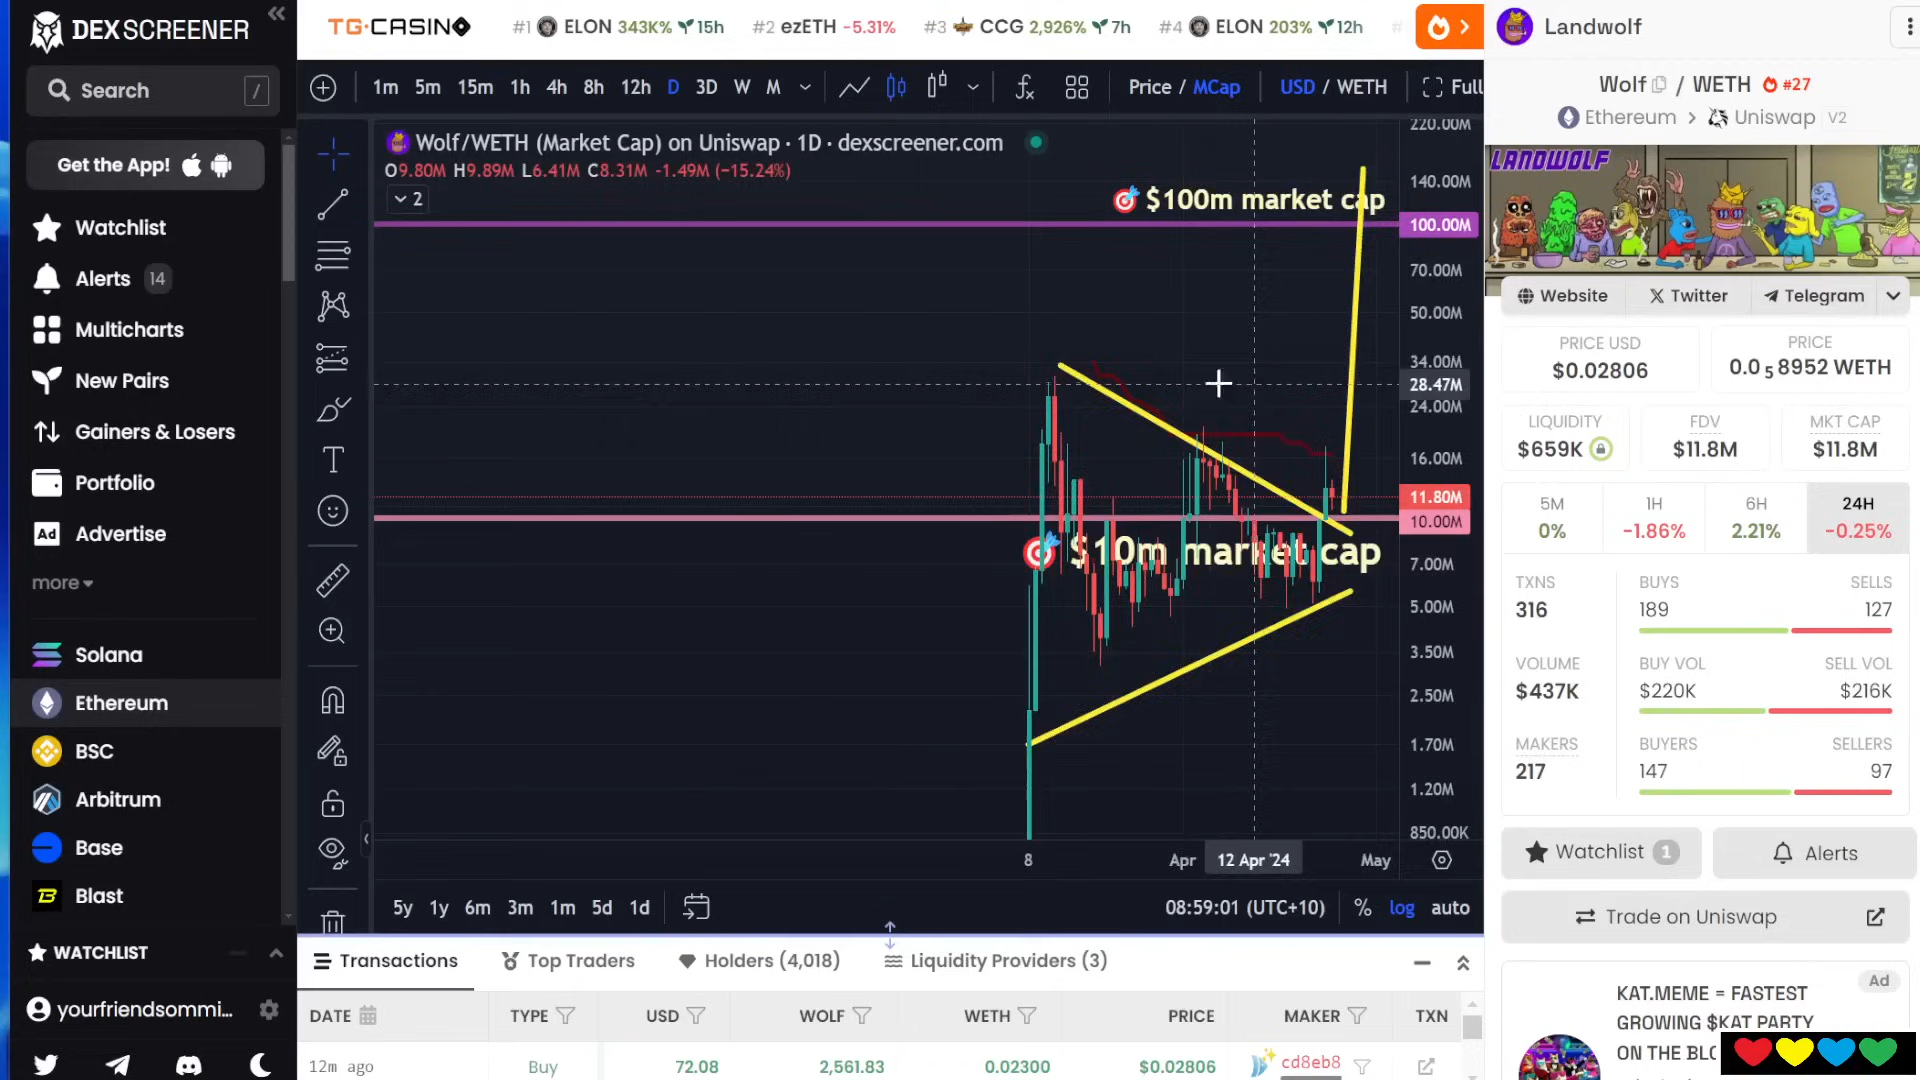 DEX SCREENER
Search /
Get the App!
Watchlist
Alerts 14
Multicharts
New Pairs
Gainers & Losers
Portfolio
Ad Advertise
more
Solana
Ethereum
BSC
Arbitrum
Base
Blast
WATCHLIST
yourfriendsommi...
TG.CASINO
#1 ELON 343K% 15h
#2 ezETH -5.31%
#3 CCG 2,926% 7h
#4 ELON 203% 12h
#
1m 5m 15m 1h 4h 8h 12h D 3D W M
Price / MCap
USD / WETH
Full
Wolf/WETH (Market Cap) on Uniswap · 1D · dexscreener.com
O9.80M H9.89M L6.41M C8.31M -1.49M (-15.24%)
2
$100m market cap
$10m market cap
220.00M
140.00M
100.00M
70.00M
50.00M
34.00M
28.47M
24.00M
16.00M
11.80M
10.00M
7.00M
5.00M
3.50M
2.50M
1.70M
1.20M
850.00K
8 Apr 12 Apr '24 May
5y 1y 6m 3m 1m 5d 1d
08:59:01 (UTC+10) % log auto
Transactions
Top Traders
Holders (4,018)
Liquidity Providers (3)
DATE TYPE USD WOLF WETH PRICE MAKER TXN
12m ago Buy 72.08 2,561.83 0.02300 $0.02806 cd8eb8
Landwolf
Wolf / WETH #27
Ethereum > Uniswap V2
LANDWOLF
Website Twitter Telegram
PRICE USD
$0.02806
PRICE
0.0₅8952 WETH
LIQUIDITY
$659K
FDV
$11.8M
MKT CAP
$11.8M
5M
0%
1H
-1.86%
6H
2.21%
24H
-0.25%
TXNS
316
BUYS
189
SELLS
127
VOLUME
$437K
BUY VOL
$220K
SELL VOL
$216K
MAKERS
217
BUYERS
147
SELLERS
97
Watchlist 1
Alerts
Trade on Uniswap
Ad
KAT.MEME = FASTEST
GROWING $KAT PARTY
ON THE BLO